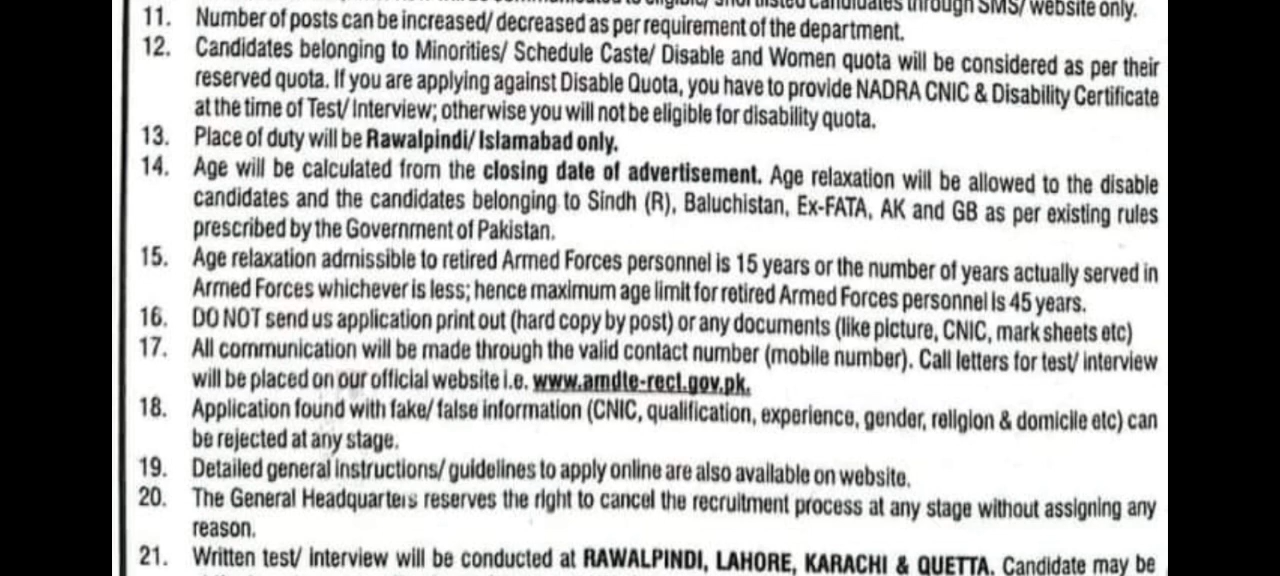 candidates through SMS/ website only.
11. Number of posts can be increased/ decreased as per requirement of the department.
12. Candidates belonging to Minorities/ Schedule Caste/ Disable and Women quota will be considered as per their
reserved quota. If you are applying against Disable Quota, you have to provide NADRA CNIC & Disability Certificate
at the time of Test/ Interview; otherwise you will not be eligible for disability quota.
13. Place of duty will be Rawalpindi/ Islamabad only.
14. Age will be calculated from the closing date of advertisement. Age relaxation will be allowed to the disable
candidates and the candidates belonging to Sindh (R), Baluchistan, Ex-FATA, AK and GB as per existing rules
prescribed by the Government of Pakistan.
15. Age relaxation admissible to retired Armed Forces personnel is 15 years or the number of years actually served in
Armed Forces whichever is less; hence maximum age limit for retired Armed Forces personnel is 45 years.
16. DO NOT send us application print out (hard copy by post) or any documents (like picture, CNIC, mark sheets etc)
17. All communication will be made through the valid contact number (mobile number). Call letters for test/ interview
will be placed on our official website i.e. www.amdte-rect.gov.pk.
18. Application found with fake/ false information (CNIC, qualification, experience, gender, religion & domicile etc) can
be rejected at any stage.
19. Detailed general instructions/ guidelines to apply online are also available on website.
20. The General Headquarters reserves the right to cancel the recruitment process at any stage without assigning any
reason.
21. Written test/ interview will be conducted at RAWALPINDI, LAHORE, KARACHI & QUETTA. Candidate may be